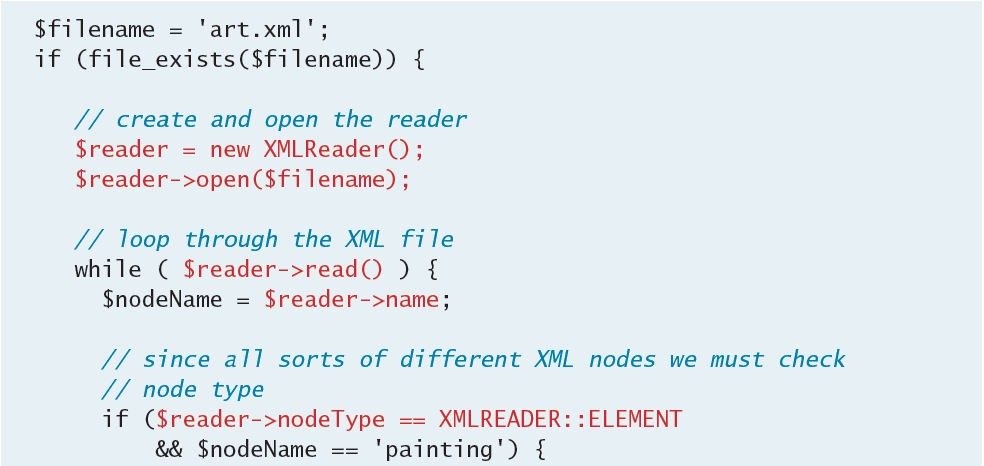 $filename = 'art.xml';
if (file_exists($filename)) {
// create and open the reader
$reader = new XMLReader();
$reader->open($filename);
// loop through the XML file
while ( $reader->read() ) {
$nodeName = $reader->name;
// since all sorts of different XML nodes we must check
// node type
if ($reader->nodeType == XMLREADER::ELEMENT
&& $nodeName == 'painting') {